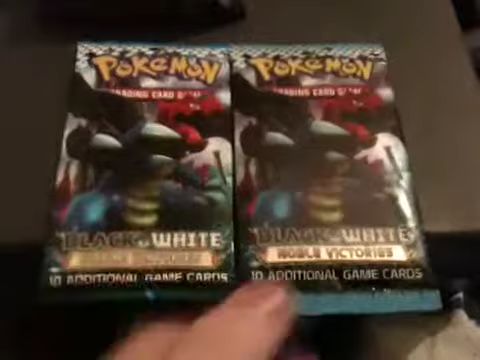 POKéMON
TRADING CARD GAME
BLACK & WHITE
10 ADDITIONAL GAME CARDS
POKéMON
TRADING CARD GAME
BLACK & WHITE
NOBLE VICTORIES
10 ADDITIONAL GAME CARDS